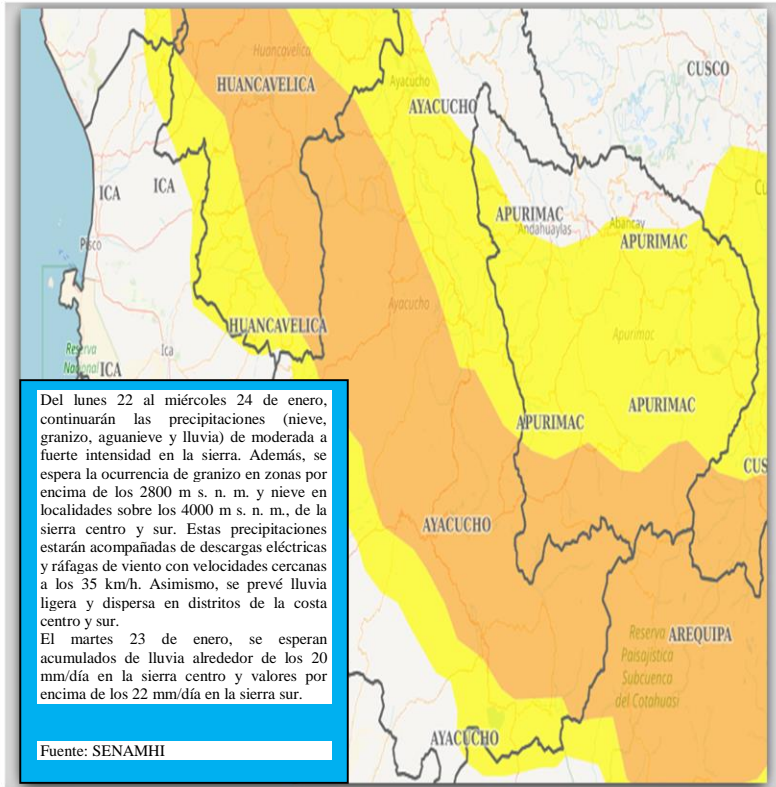 Huancavelica
HUANCAVELICA
CUSCO
Ayacucho
AYACUCHO
ICA
ICA
APURIMAC
Andahuaylas
Abancay
APURIMAC
Cu
Pisco
Ayacucho
HUANCAVELICA
Apurimac
Reserva
Nacional
Ica
ICA
APURIMAC
APURIMAC
CUS
AYACUCHO
Reserva
Paisajística
Subcuenca
del Cotahuasi
AREQUIPA
AYACUCHO
Del lunes 22 al miércoles 24 de enero,
continuarán las precipitaciones (nieve,
granizo, aguanieve y lluvia) de moderada a
fuerte intensidad en la sierra. Además, se
espera la ocurrencia de granizo en zonas por
encima de los 2800 m s. n. m. y nieve en
localidades sobre los 4000 m s. n. m., de la
sierra centro y sur. Estas precipitaciones
estarán acompañadas de descargas eléctricas
y ráfagas de viento con velocidades cercanas
a los 35 km/h. Asimismo, se prevé lluvia
ligera y dispersa en distritos de la costa
centro y sur.
El martes 23 de enero, se esperan
acumulados de lluvia alrededor de los 20
mm/día en la sierra centro y valores por
encima de los 22 mm/día en la sierra sur.
Fuente: SENAMHI